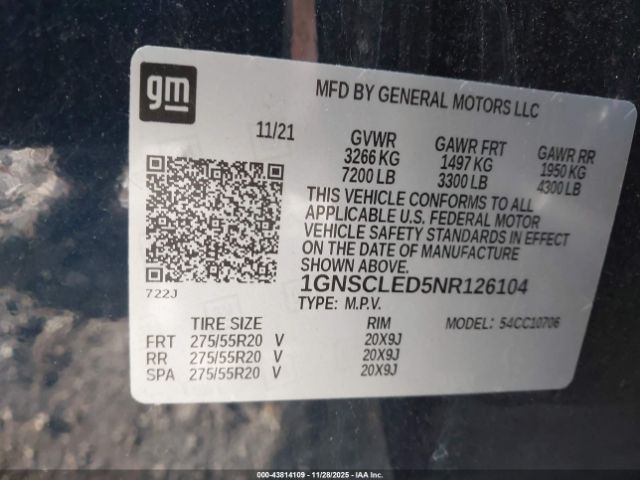 gm
MFD BY GENERAL MOTORS LLC
11/21
GVWR
3266 KG
7200 LB
GAWR FRT
1497 KG
3300 LB
GAWR RR
1950 KG
4300 LB
THIS VEHICLE CONFORMS TO ALL
APPLICABLE U.S. FEDERAL MOTOR
VEHICLE SAFETY STANDARDS IN EFFECT
ON THE DATE OF MANUFACTURE
SHOWN ABOVE.
722J
1GNSCLED5NR126104
TYPE: M.P.V.
MODEL: 54CC10706
TIRE SIZE RIM
FRT 275/55R20 V 20X9J
RR 275/55R20 V 20X9J
SPA 275/55R20 V 20X9J
000-43814109 - 11/28/2025 - IAA Inc.